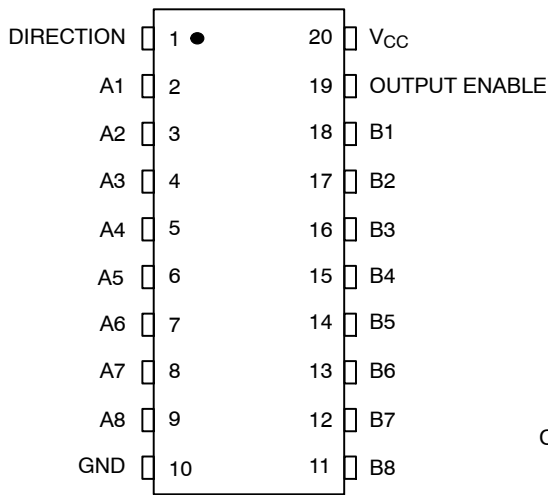 DIRECTION 1 20 VCC
A1 2 19 OUTPUT ENABLE
A2 3 18 B1
A3 4 17 B2
A4 5 16 B3
A5 6 15 B4
A6 7 14 B5
A7 8 13 B6
A8 9 12 B7
GND 10 11 B8